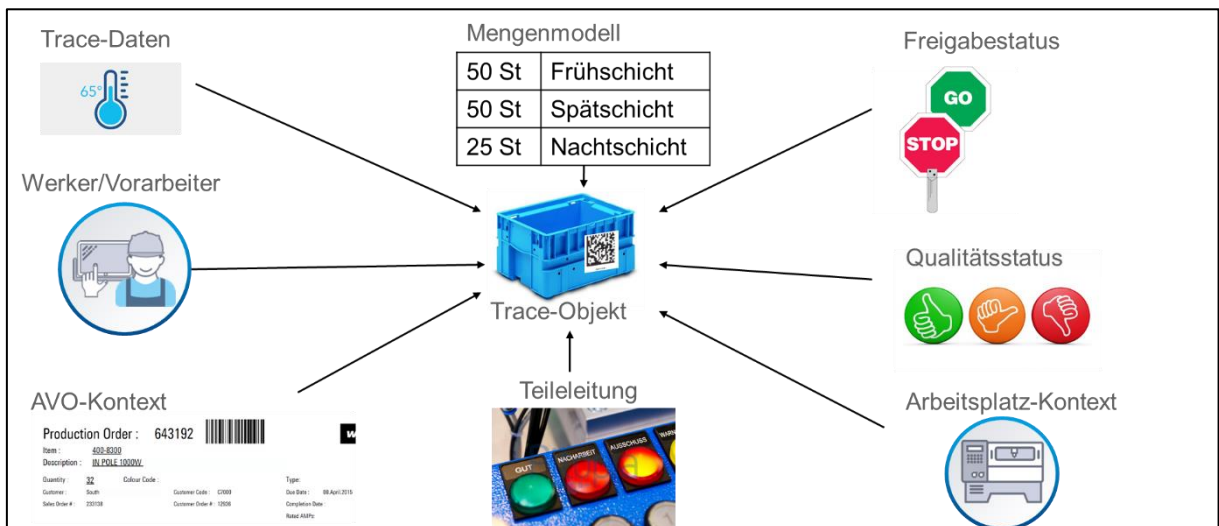 Trace-Daten
65°
Mengenmodell
50 St Frühschicht
50 St Spätschicht
25 St Nachtschicht
Freigabestatus
GO
STOP
Werker/Vorarbeiter
Trace-Objekt
Qualitätsstatus
AVO-Kontext
Production Order : 643192
Item : 400-8300
Description : IN POLE 1000W
Quantity : 32 Colour Code : Type:
Customer : South Customer Code : C7000 Due Date : 08.April.2015
Sales Order # : 233138 Customer Order # : 12506 Completion Date
Rated AMPs:
Teileleitung
GUT
NACHARBEIT
AUSSCHUSS
WARN
Arbeitsplatz-Kontext